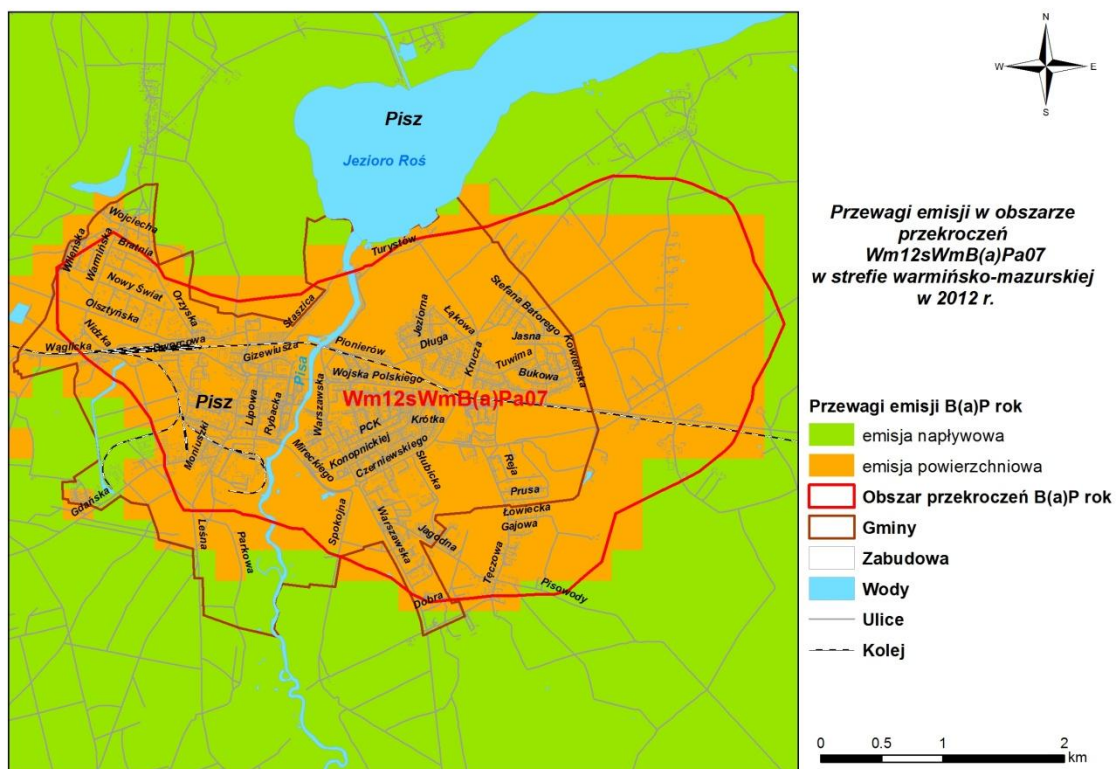 Pisz
Jezioro Roś
Wojciecha
Wileńska
Warmińska
Bratnia
Turystów
Nowy Świat
Orzyska
Stefana Batorego
Olsztyńska
Staszica
Jeziorna
Łąkowa
Nidzka
Długa
Jasna
Kowieńska
Wąglicka
Dworcowa
Gizewiusza
Pionierów
Krucza
Tuwima
Bukowa
Pisa
Wojska Polskiego
Pisz
Lipowa
Rybacka
Warszawska
Wm12sWmB(a)Pa07
Moniuszki
PCK
Krótka
Mireckiego
Konopnickiej
Czerniewskiego
Słubicka
Reja
Gdańska
Prusa
Leśna
Parkowa
Spokojna
Warszawska
Jagodna
Łowiecka
Gajowa
Tęczowa
Pisowody
Dobra
N
W
E
S
Przewagi emisji w obszarze
przekroczeń
Wm12sWmB(a)Pa07
w strefie warmińsko-mazurskiej
w 2012 r.
Przewagi emisji B(a)P rok
emisja napływowa
emisja powierzchniowa
Obszar przekroczeń B(a)P rok
Gminy
Zabudowa
Wody
Ulice
Kolej
0 0.5 1 2
km